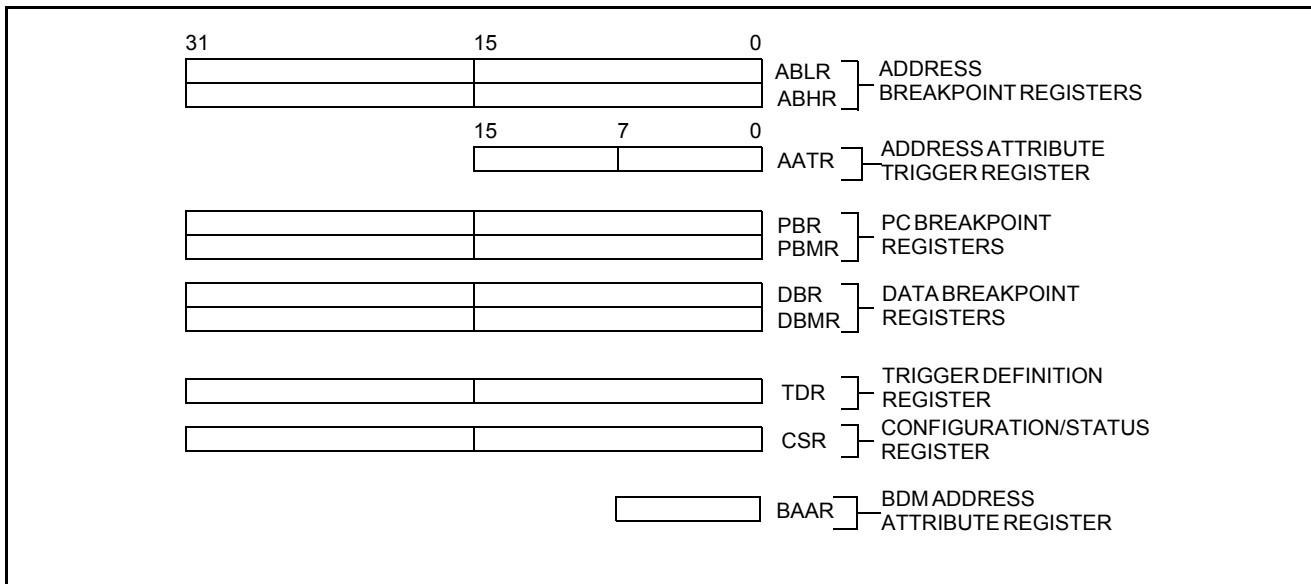 31 15 0
ABLR ADDRESS
ABHR BREAKPOINT REGISTERS
15 7 0
AATR ADDRESS ATTRIBUTE
TRIGGER REGISTER
PBR PC BREAKPOINT
PBMR REGISTERS
DBR DATA BREAKPOINT
DBMR REGISTERS
TDR TRIGGER DEFINITION
REGISTER
CSR CONFIGURATION/STATUS
REGISTER
BAAR BDM ADDRESS
ATTRIBUTE REGISTER